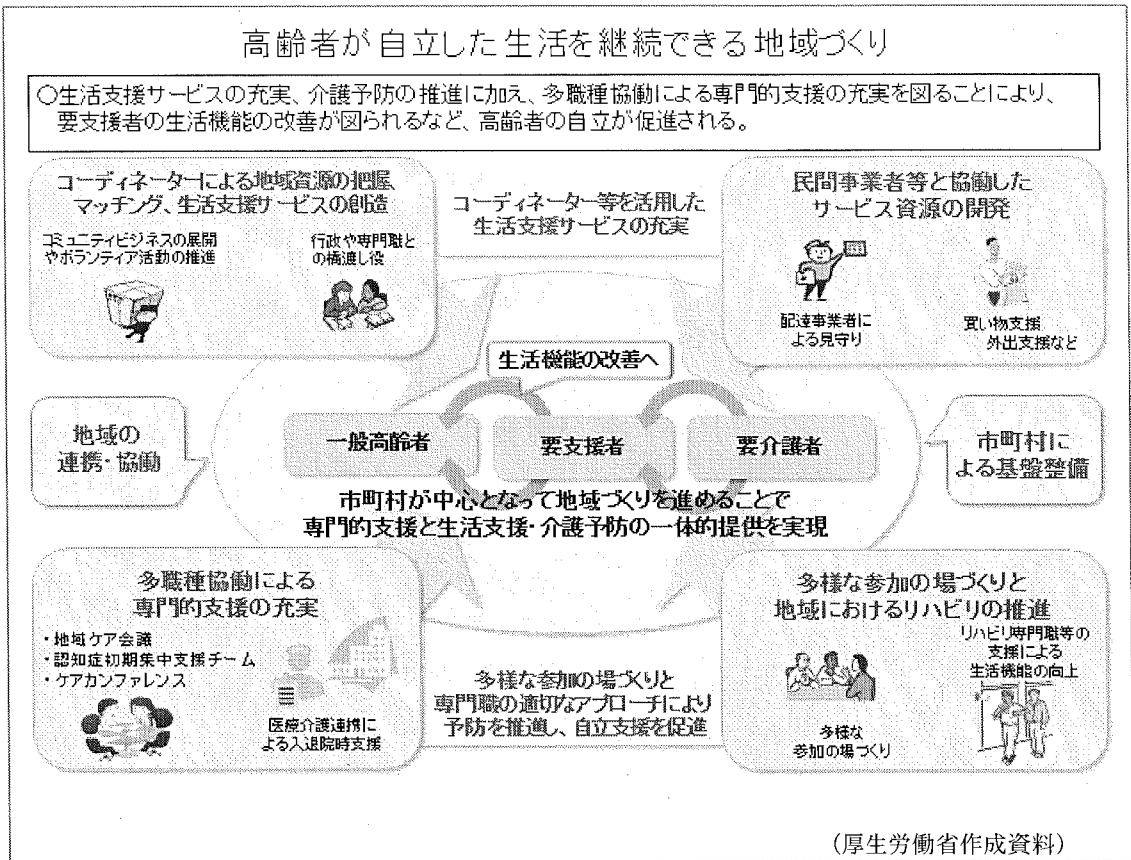 高齢者が自立した生活を継続できる地域づくり
○生活支援サービスの充実、介護予防の推進に加え、多職種協働による専門的支援の充実を図ることにより、
要支援者の生活機能の改善が図られるなど、高齢者の自立が促進される。
コーディネーターによる地域資源の把握、
マッチング、生活支援サービスの創造
コミュニティビジネスの展開
やボランティア活動の推進
行政や専門職と
の橋渡し役
コーディネーター等を活用した
生活支援サービスの充実
民間事業者等と協働した
サービス資源の開発
配達事業者に
よる見守り
買い物支援
外出支援など
生活機能の改善へ
地域の
連携・協働
一般高齢者
要支援者
要介護者
市町村に
よる基盤整備
市町村が中心となって地域づくりを進めることで
専門的支援と生活支援・介護予防の一体的提供を実現
多職種協働による
専門的支援の充実
・地域ケア会議
・認知症初期集中支援チーム
・ケアカンファレンス
医療介護連携に
よる入退院時支援
多様な参加の場づくりと
専門職の適切なアプローチにより
予防を推進し、自立支援を促進
多様な参加の場づくりと
地域におけるリハビリの推進
リハビリ専門職等の
支援による
生活機能の向上
多様な
参加の場づくり
(厚生労働省作成資料)